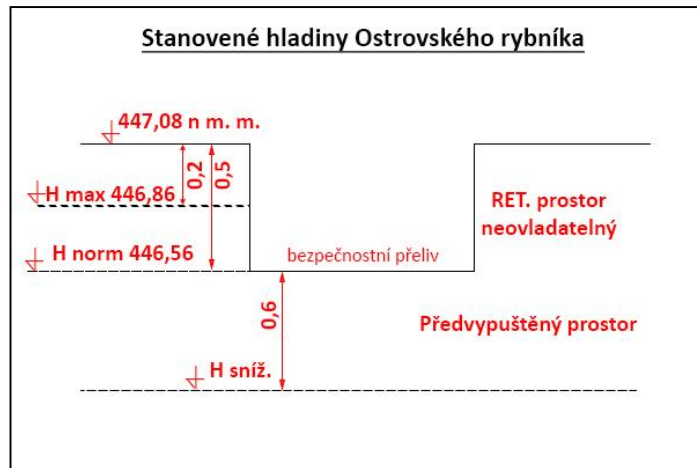 Stanovené hladiny Ostrovského rybníka
447,08 n m. m.
0,2
0,5
H max 446,86
RET. prostor
neovladatelný
H norm 446,56
bezpečnostní přeliv
0,6
Předvypuštěný prostor
H sníž.